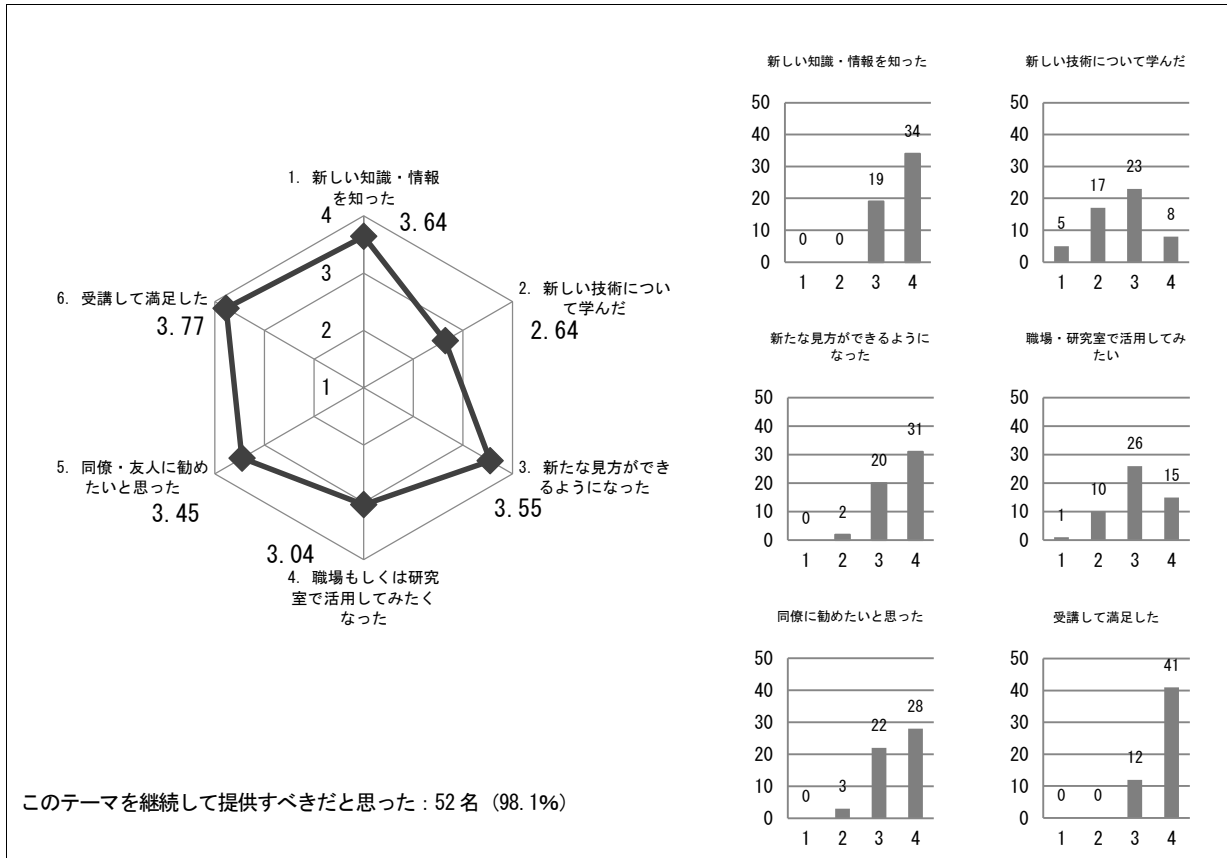 1. 新しい知識・情報
を知った
3.64
4
3
2
1
2. 新しい技術につい
て学んだ
2.64
3. 新たな見方ができ
るようになった
3.55
4. 職場もしくは研究
室で活用してみたく
なった
3.04
5. 同僚・友人に勧め
たいと思った
3.45
6. 受講して満足した
3.77
このテーマを継続して提供すべきだと思った：52 名（98.1%）
新しい知識・情報を知った
50
40
30
20
10
0
0 0 19 34
1 2 3 4
新しい技術について学んだ
50
40
30
20
10
0
5 17 23 8
1 2 3 4
新たな見方ができるように
なった
50
40
30
20
10
0
0 2 20 31
1 2 3 4
職場・研究室で活用してみ
たい
50
40
30
20
10
0
1 10 26 15
1 2 3 4
同僚に勧めたいと思った
50
40
30
20
10
0
0 3 22 28
1 2 3 4
受講して満足した
50
40
30
20
10
0
0 0 12 41
1 2 3 4